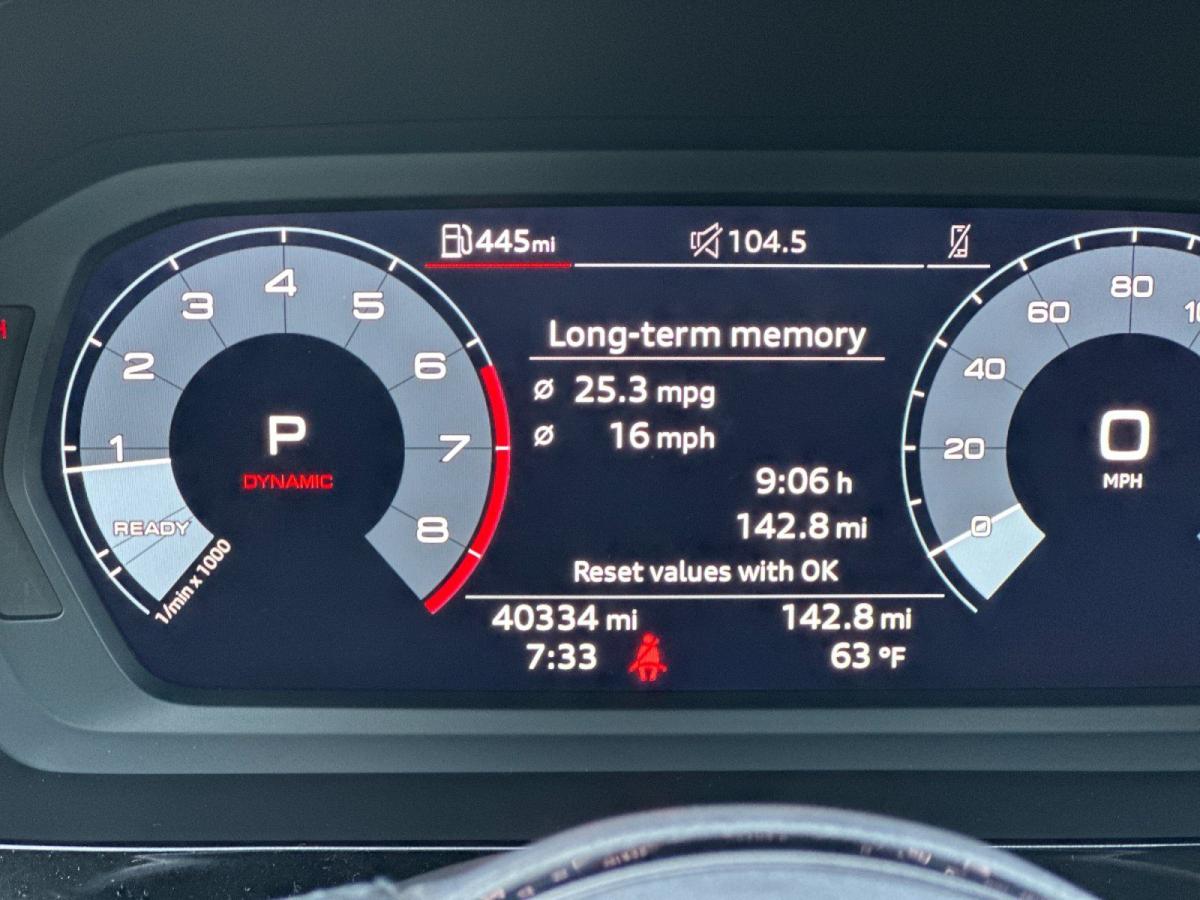 445 mi
104.5
Long-term memory
Ø 25.3 mpg
Ø 16 mph
9:06 h
142.8 mi
Reset values with OK
40334 mi
142.8 mi
7:33
63 °F
1
2
3
4
5
6
7
8
P
DYNAMIC
READY
1/min x 1000
0
20
40
60
80
0
MPH